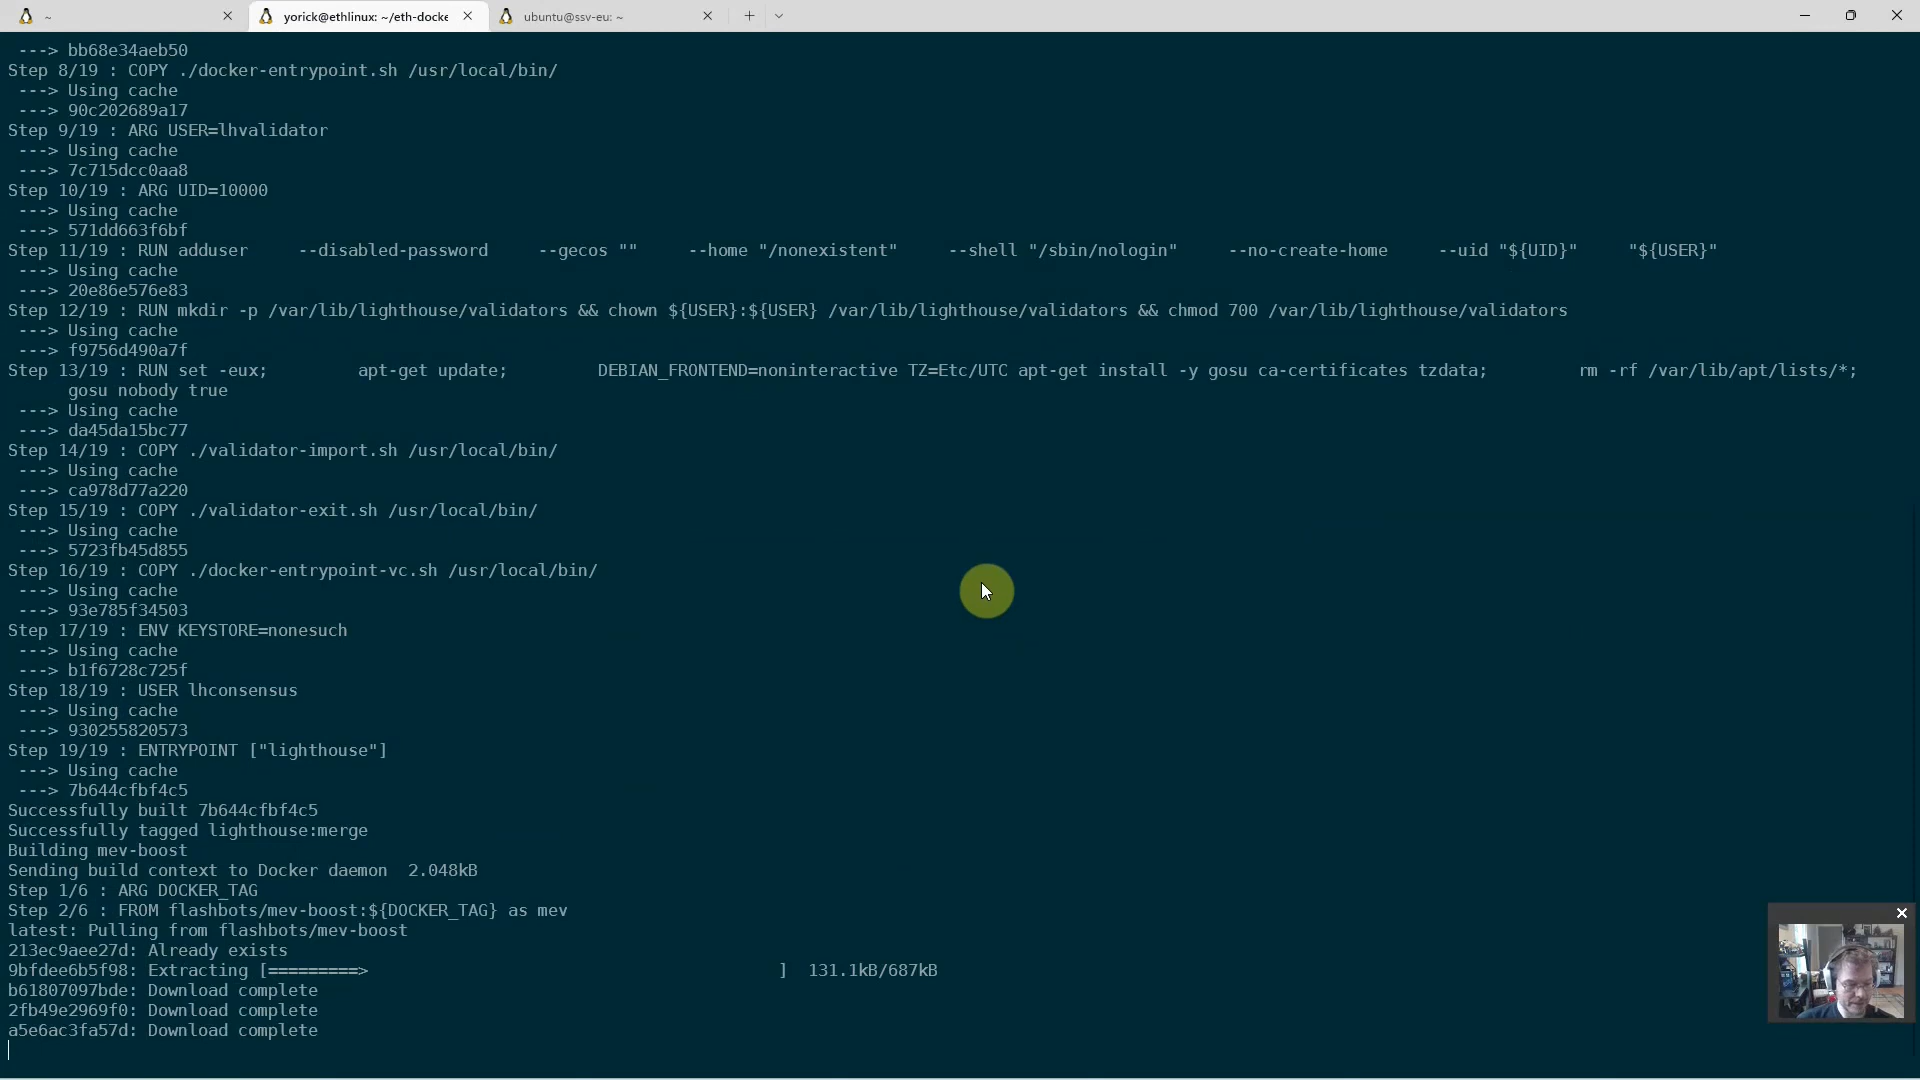 ~
yorick@ethlinux: ~/eth-docke
ubuntu@ssv-eu: ~
---> bb68e34aeb50
Step 8/19 : COPY ./docker-entrypoint.sh /usr/local/bin/
---> Using cache
---> 90c202689a17
Step 9/19 : ARG USER=lhvalidator
---> Using cache
---> 7c715dcc0aa8
Step 10/19 : ARG UID=10000
---> Using cache
---> 571dd663f6bf
Step 11/19 : RUN adduser     --disabled-password     --gecos ""     --home "/nonexistent"     --shell "/sbin/nologin"     --no-create-home     --uid "${UID}"     "${USER}"
---> Using cache
---> 20e86e576e83
Step 12/19 : RUN mkdir -p /var/lib/lighthouse/validators && chown ${USER}:${USER} /var/lib/lighthouse/validators && chmod 700 /var/lib/lighthouse/validators
---> Using cache
---> f9756d490a7f
Step 13/19 : RUN set -eux;         apt-get update;         DEBIAN_FRONTEND=noninteractive TZ=Etc/UTC apt-get install -y gosu ca-certificates tzdata;         rm -rf /var/lib/apt/lists/*;
gosu nobody true
---> Using cache
---> da45da15bc77
Step 14/19 : COPY ./validator-import.sh /usr/local/bin/
---> Using cache
---> ca978d77a220
Step 15/19 : COPY ./validator-exit.sh /usr/local/bin/
---> Using cache
---> 5723fb45d855
Step 16/19 : COPY ./docker-entrypoint-vc.sh /usr/local/bin/
---> Using cache
---> 93e785f34503
Step 17/19 : ENV KEYSTORE=nonesuch
---> Using cache
---> b1f6728c725f
Step 18/19 : USER lhconsensus
---> Using cache
---> 930255820573
Step 19/19 : ENTRYPOINT ["lighthouse"]
---> Using cache
---> 7b644cfbf4c5
Successfully built 7b644cfbf4c5
Successfully tagged lighthouse:merge
Building mev-boost
Sending build context to Docker daemon  2.048kB
Step 1/6 : ARG DOCKER_TAG
Step 2/6 : FROM flashbots/mev-boost:${DOCKER_TAG} as mev
latest: Pulling from flashbots/mev-boost
213ec9aee27d: Already exists
9bfdee6b5f98: Extracting [=========>                                         ]  131.1kB/687kB
b61807097bde: Download complete
2fb49e2969f0: Download complete
a5e6ac3fa57d: Download complete